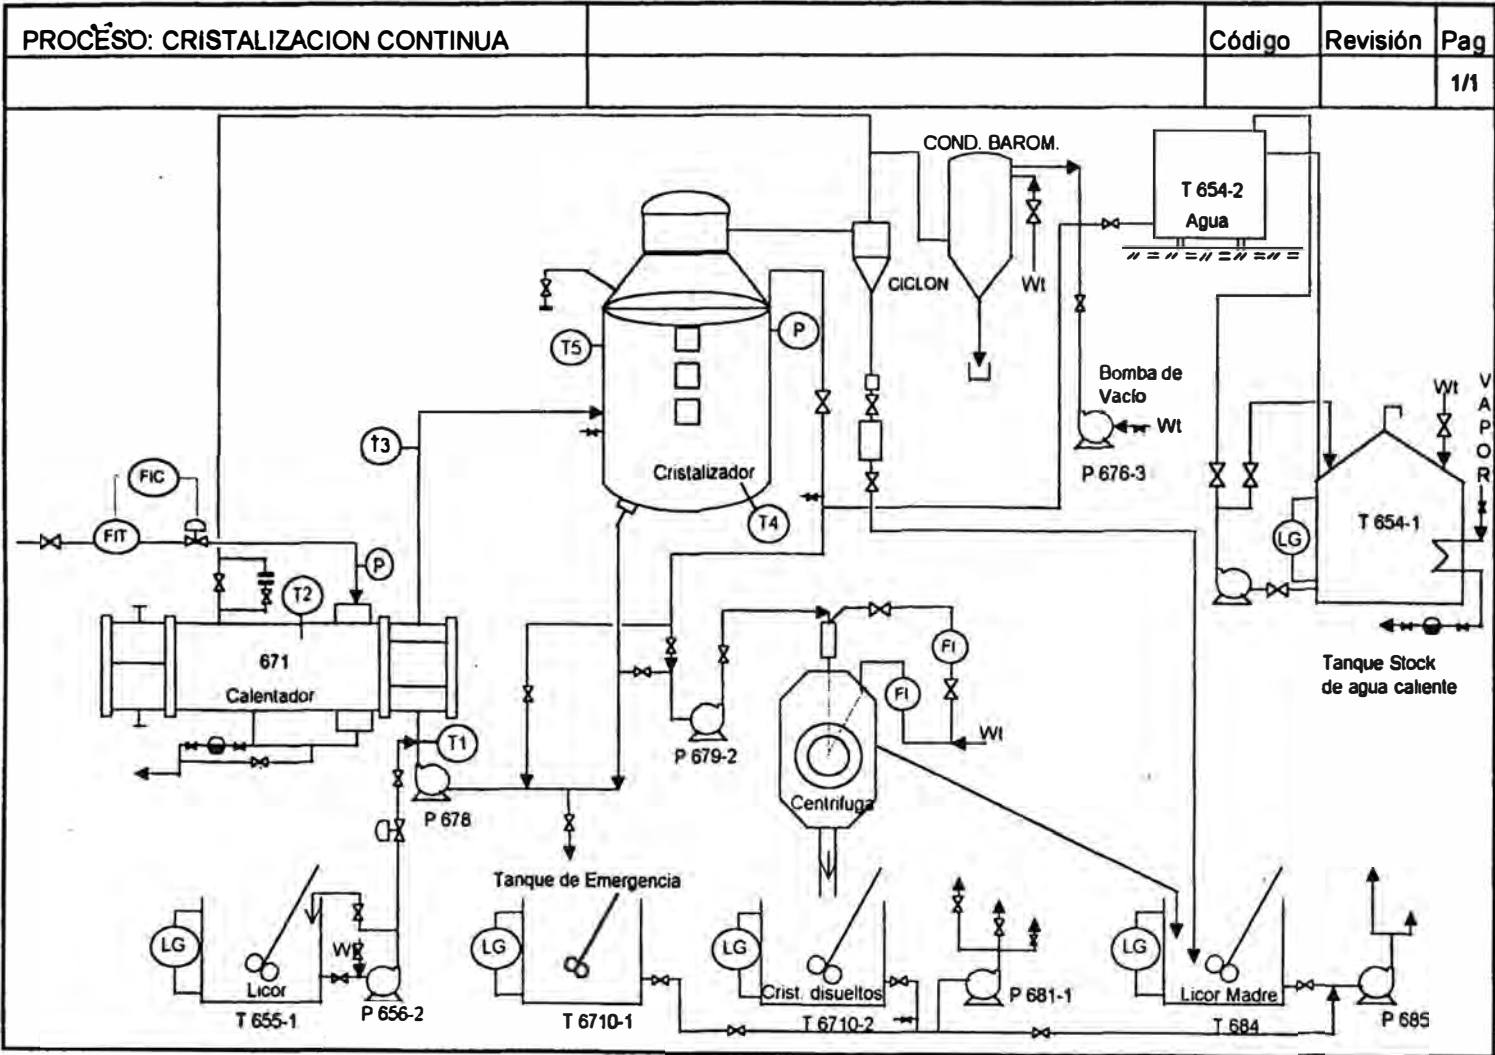 PROCESO: CRISTALIZACION CONTINUA
Código
Revisión
Pag
1/1
COND. BAROM.
T 654-2
Agua
CICLON
Wt
T5
P
Bomba de
Vacío
Wt
P 676-3
Wt
VAPOR
T3
Cristalizador
T4
FIC
FIT
P
T 654-1
LG
T2
671
Calentador
FI
FI
Wt
Tanque Stock
de agua caliente
T1
P 679-2
P 678
Centrifuga
Tanque de Emergencia
LG
Wt
Licor
T 655-1
P 656-2
LG
T 6710-1
LG
Crist. disueltos
T 6710-2
P 681-1
LG
Licor Madre
T 684
P 685